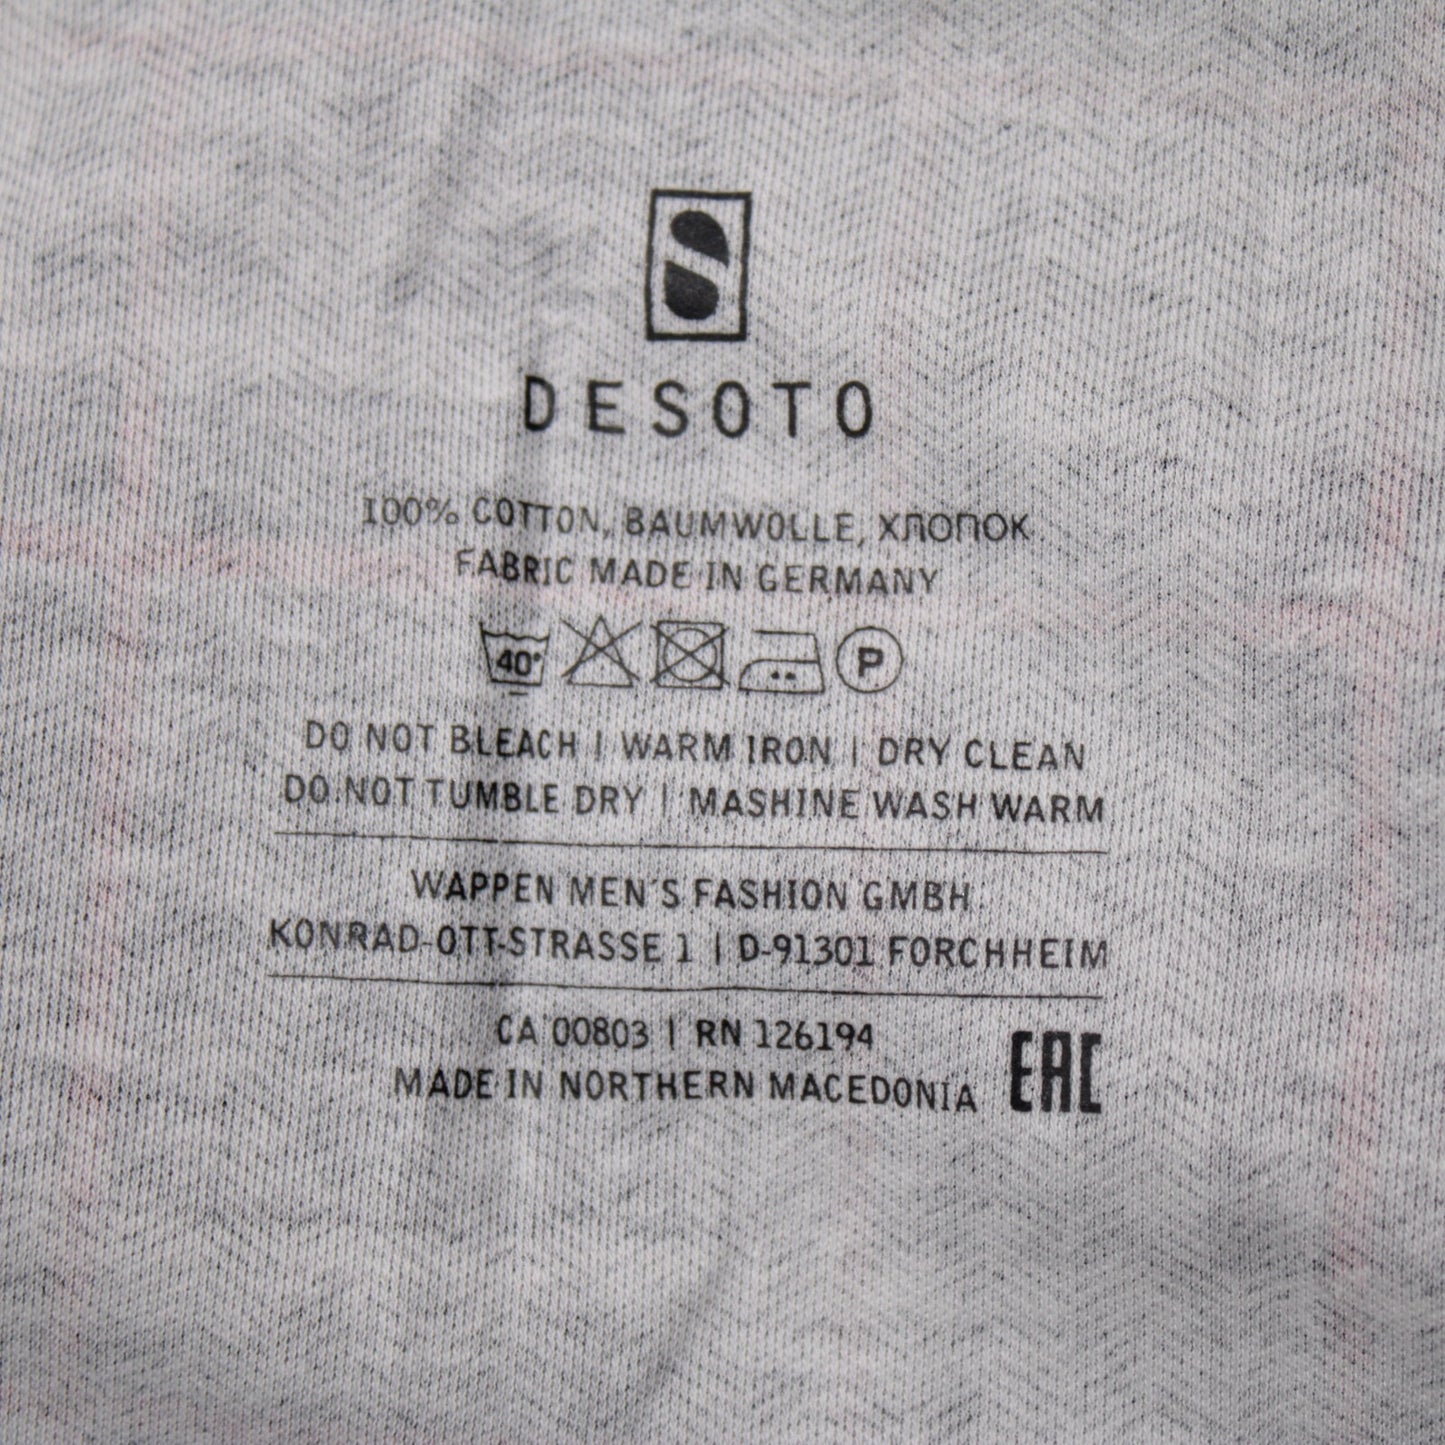 S
DESOTO
100% COTTON, BAUMWOLLE, ХЛОПОК
FABRIC MADE IN GERMANY
40° P
DO NOT BLEACH | WARM IRON | DRY CLEAN
DO NOT TUMBLE DRY | MASHINE WASH WARM
WAPPEN MEN´S FASHION GMBH
KONRAD-OTT-STRASSE 1 | D-91301 FORCHHEIM
CA 00803 | RN 126194
MADE IN NORTHERN MACEDONIA EAC